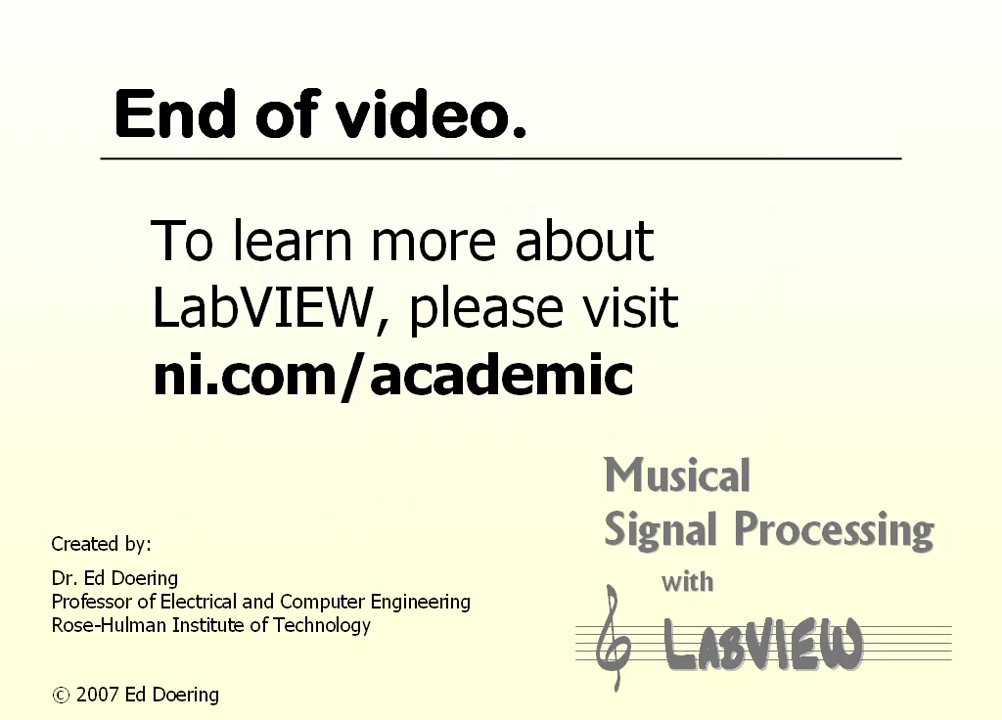 End of video.
To learn more about
LabVIEW, please visit
ni.com/academic
Musical
Signal Processing
with
LABVIEW
Created by:
Dr. Ed Doering
Professor of Electrical and Computer Engineering
Rose-Hulman Institute of Technology
© 2007 Ed Doering